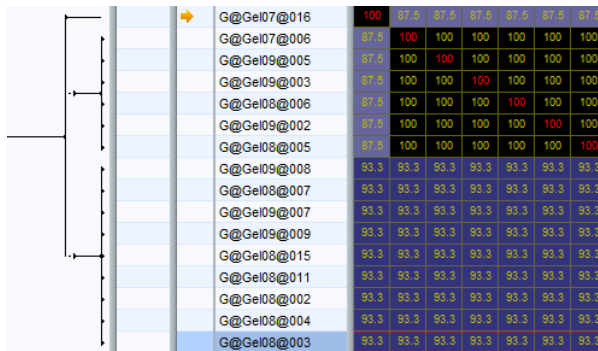 G@Gel07@016 100 87.5 87.5 87.5 87.5 87.5 87.5
G@Gel07@006 87.5 100 100 100 100 100 100
G@Gel09@005 87.5 100 100 100 100 100 100
G@Gel09@003 87.5 100 100 100 100 100 100
G@Gel08@006 87.5 100 100 100 100 100 100
G@Gel09@002 87.5 100 100 100 100 100 100
G@Gel08@005 87.5 100 100 100 100 100 100
G@Gel09@008 93.3 93.3 93.3 93.3 93.3 93.3 93.3
G@Gel08@007 93.3 93.3 93.3 93.3 93.3 93.3 93.3
G@Gel09@007 93.3 93.3 93.3 93.3 93.3 93.3 93.3
G@Gel09@009 93.3 93.3 93.3 93.3 93.3 93.3 93.3
G@Gel08@015 93.3 93.3 93.3 93.3 93.3 93.3 93.3
G@Gel08@011 93.3 93.3 93.3 93.3 93.3 93.3 93.3
G@Gel08@002 93.3 93.3 93.3 93.3 93.3 93.3 93.3
G@Gel08@004 93.3 93.3 93.3 93.3 93.3 93.3 93.3
G@Gel08@003 93.3 93.3 93.3 93.3 93.3 93.3 93.3